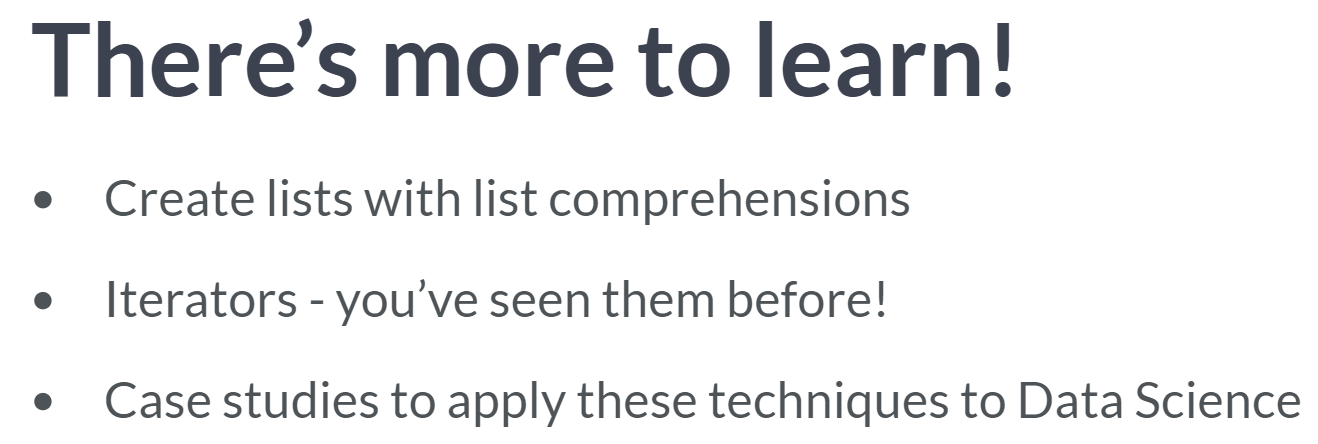 There’s more to learn!
• Create lists with list comprehensions
• Iterators - you’ve seen them before!
• Case studies to apply these techniques to Data Science